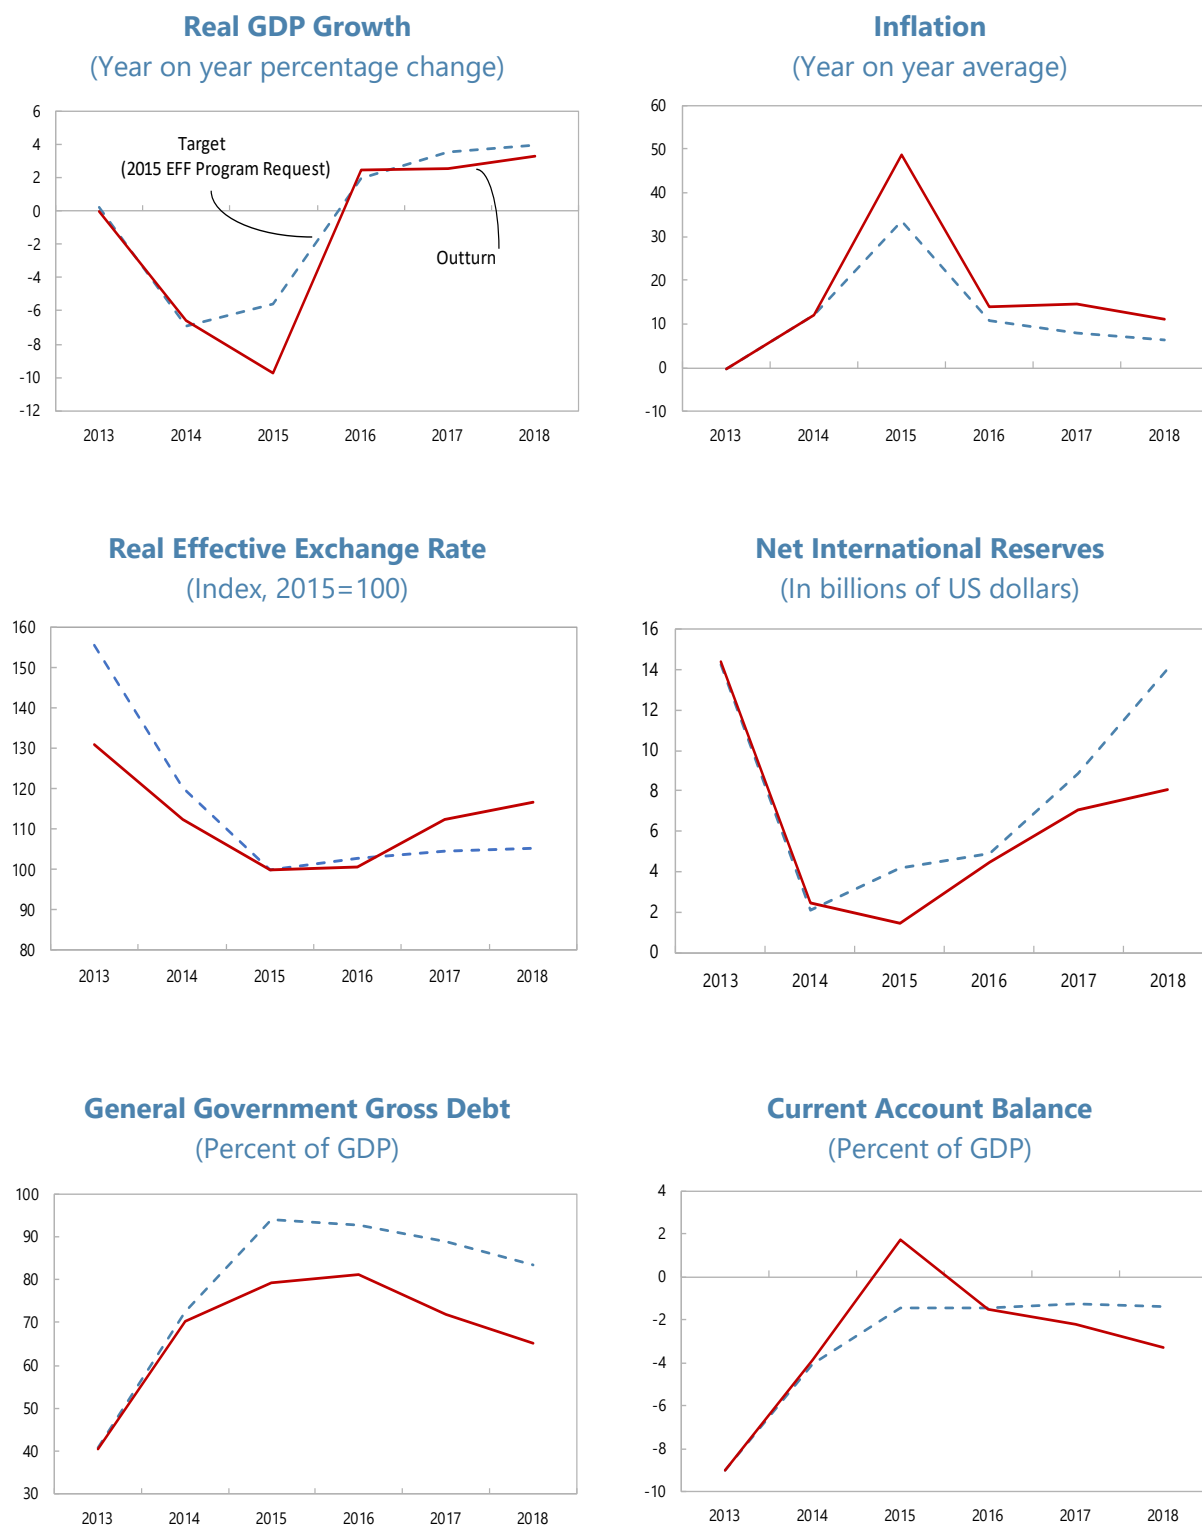 Real GDP Growth
(Year on year percentage change)
6
4
2
0
-2
-4
-6
-8
-10
-12
Target
(2015 EFF Program Request)
Outturn
2013 2014 2015 2016 2017 2018
Inflation
(Year on year average)
60
50
40
30
20
10
0
-10
2013 2014 2015 2016 2017 2018
Real Effective Exchange Rate
(Index, 2015=100)
160
150
140
130
120
110
100
90
80
2013 2014 2015 2016 2017 2018
Net International Reserves
(In billions of US dollars)
16
14
12
10
8
6
4
2
0
2013 2014 2015 2016 2017 2018
General Government Gross Debt
(Percent of GDP)
100
90
80
70
60
50
40
30
2013 2014 2015 2016 2017 2018
Current Account Balance
(Percent of GDP)
4
2
0
-2
-4
-6
-8
-10
2013 2014 2015 2016 2017 2018